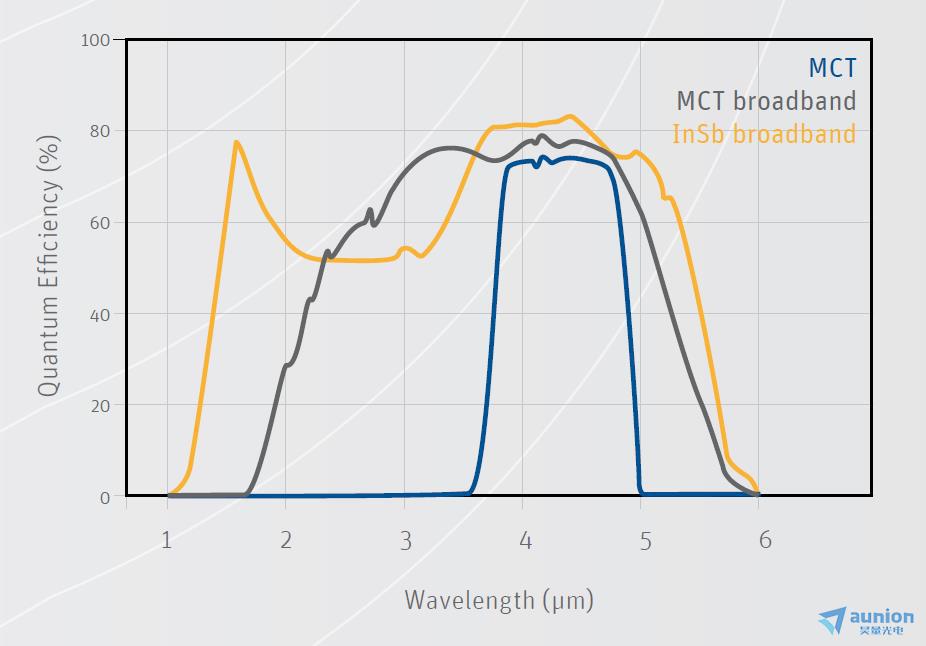 100
80
60
40
20
0
Quantum Efficiency (%)
MCT
MCT broadband
InSb broadband
1 2 3 4 5 6
Wavelength (µm)
aunion
昊量光电